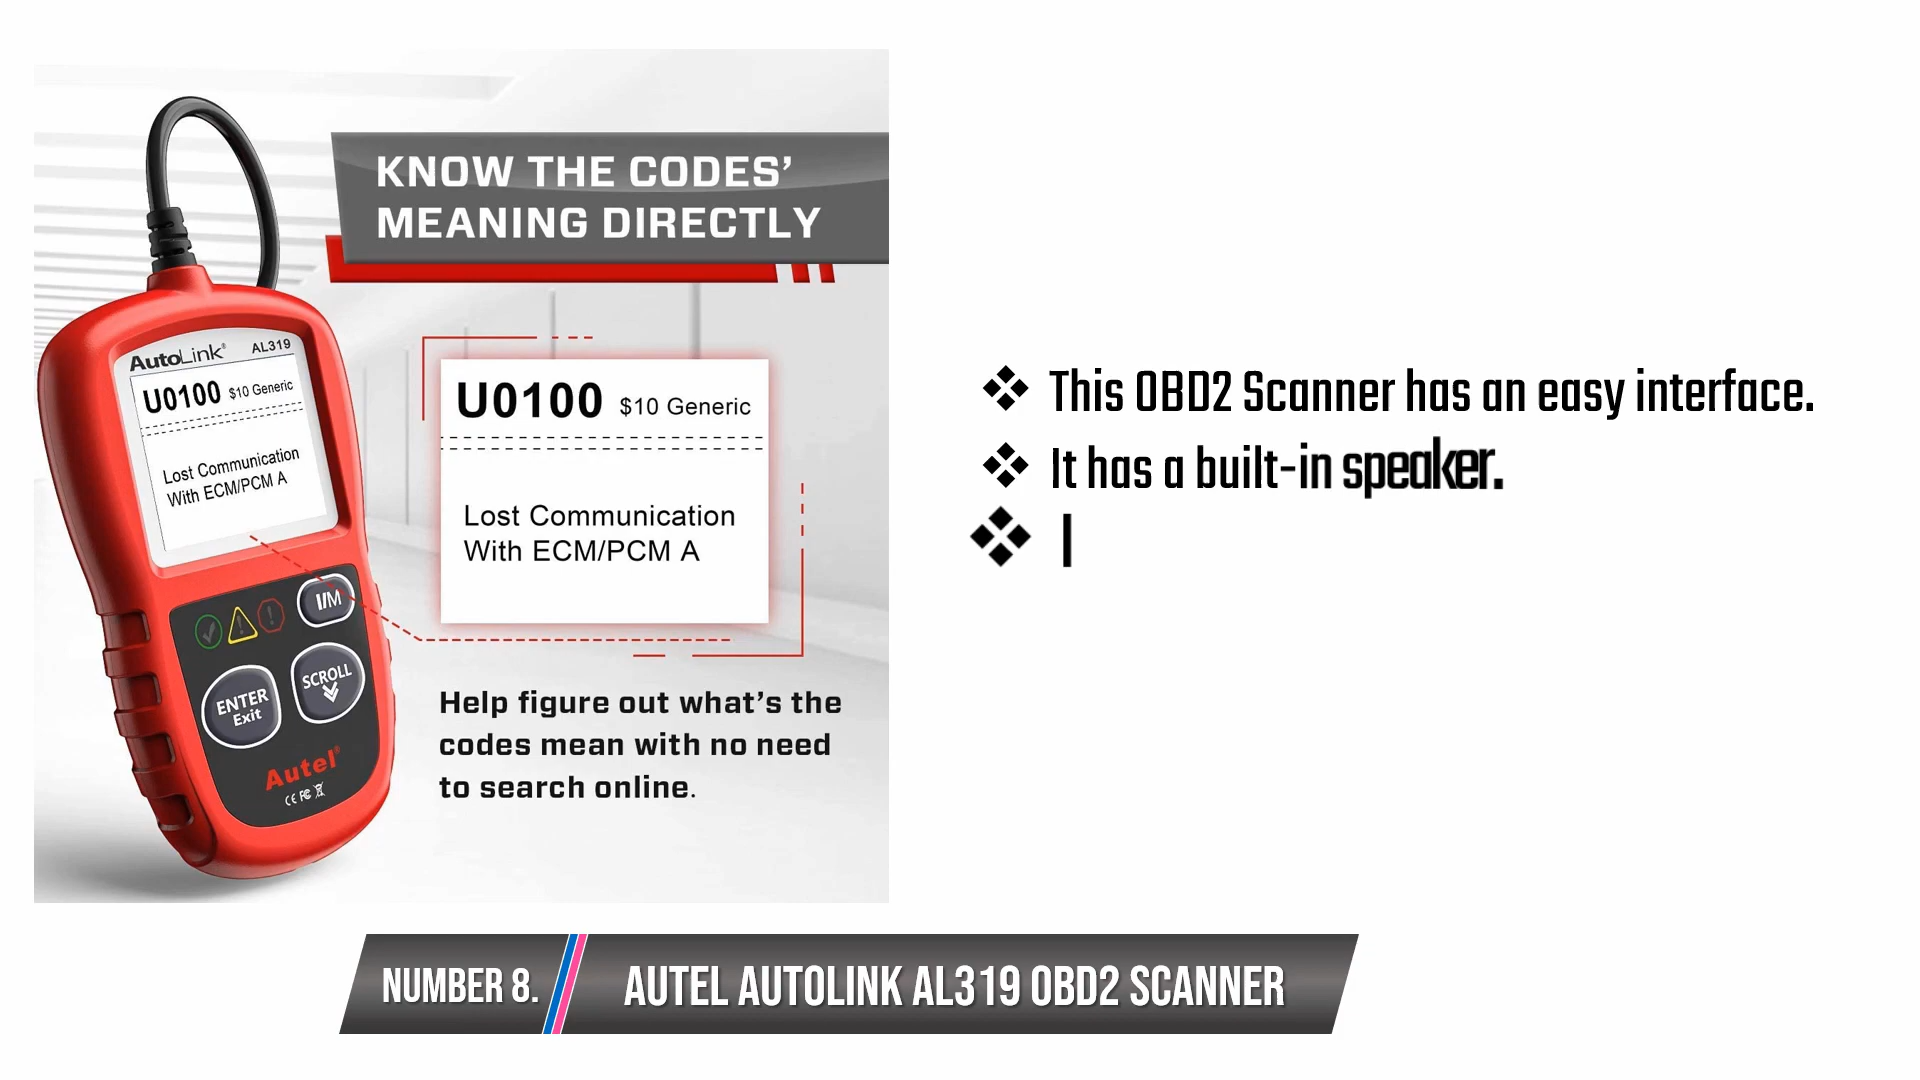 KNOW THE CODES'
MEANING DIRECTLY
AutoLink® AL319
U0100 $10 Generic
Lost Communication
With ECM/PCM A
I/M
ENTER
Exit
SCROLL
Autel®
CE FC
U0100 $10 Generic
Lost Communication
With ECM/PCM A
Help figure out what's the
codes mean with no need
to search online.
❖ This OBD2 Scanner has an easy interface.
❖ It has a built-in speaker.
❖ I
NUMBER 8. AUTEL AUTOLINK AL319 OBD2 SCANNER